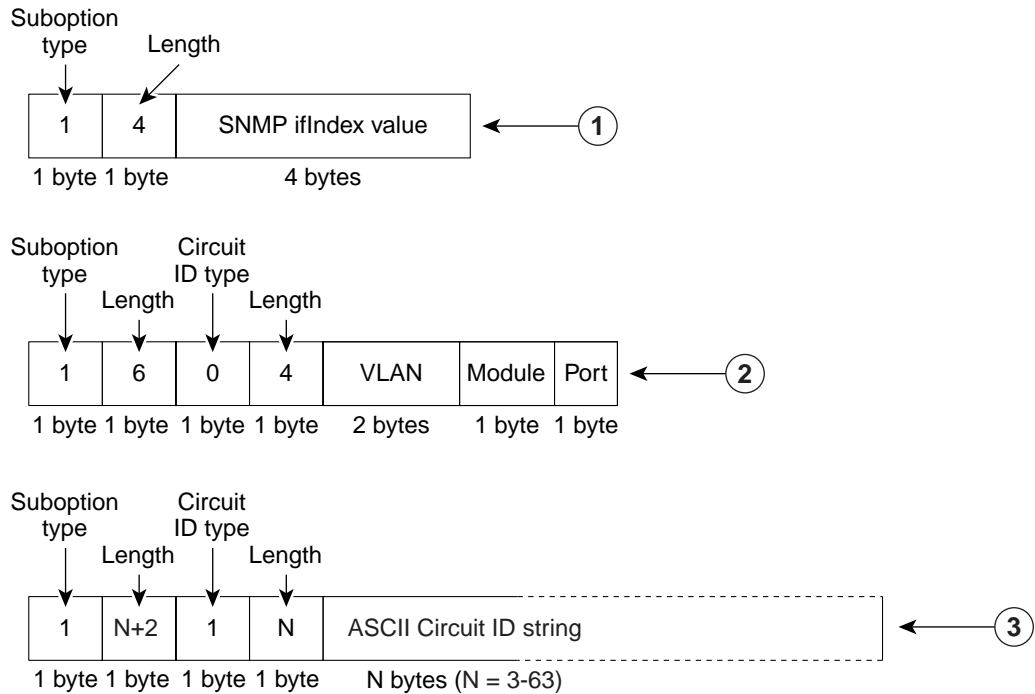 Suboption
type
Length
1 4 SNMP ifIndex value
1
1 byte 1 byte 4 bytes
Suboption
type
Circuit
ID type
Length Length
1 6 0 4 VLAN Module Port
2
1 byte 1 byte 1 byte 1 byte 2 bytes 1 byte 1 byte
Suboption
type
Circuit
ID type
Length Length
1 N+2 1 N ASCII Circuit ID string
3
1 byte 1 byte 1 byte 1 byte N bytes (N = 3-63)